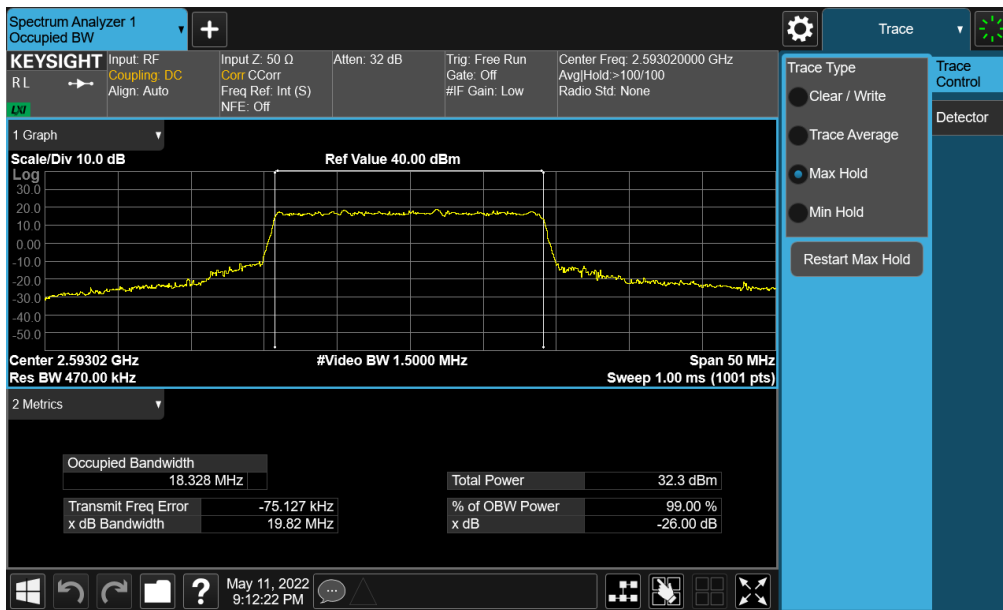 Spectrum Analyzer 1
Occupied BW
+
Trace
KEYSIGHT
R L
LXI
Input: RF
Coupling: DC
Align: Auto
Input Z: 50 Ω
Corr CCorr
Freq Ref: Int (S)
NFE: Off
Atten: 32 dB
Trig: Free Run
Gate: Off
#IF Gain: Low
Center Freq: 2.593020000 GHz
Avg|Hold:>100/100
Radio Std: None
Trace Type
Clear / Write
Trace Average
Max Hold
Min Hold
Restart Max Hold
Trace
Control
Detector
1 Graph
Scale/Div 10.0 dB
Ref Value 40.00 dBm
Log
30.0
20.0
10.0
0.00
-10.0
-20.0
-30.0
-40.0
-50.0
Center 2.59302 GHz
#Video BW 1.5000 MHz
Span 50 MHz
Res BW 470.00 kHz
Sweep 1.00 ms (1001 pts)
2 Metrics
Occupied Bandwidth
18.328 MHz
Total Power 32.3 dBm
Transmit Freq Error -75.127 kHz
% of OBW Power 99.00 %
x dB Bandwidth 19.82 MHz
x dB -26.00 dB
?
May 11, 2022
9:12:22 PM